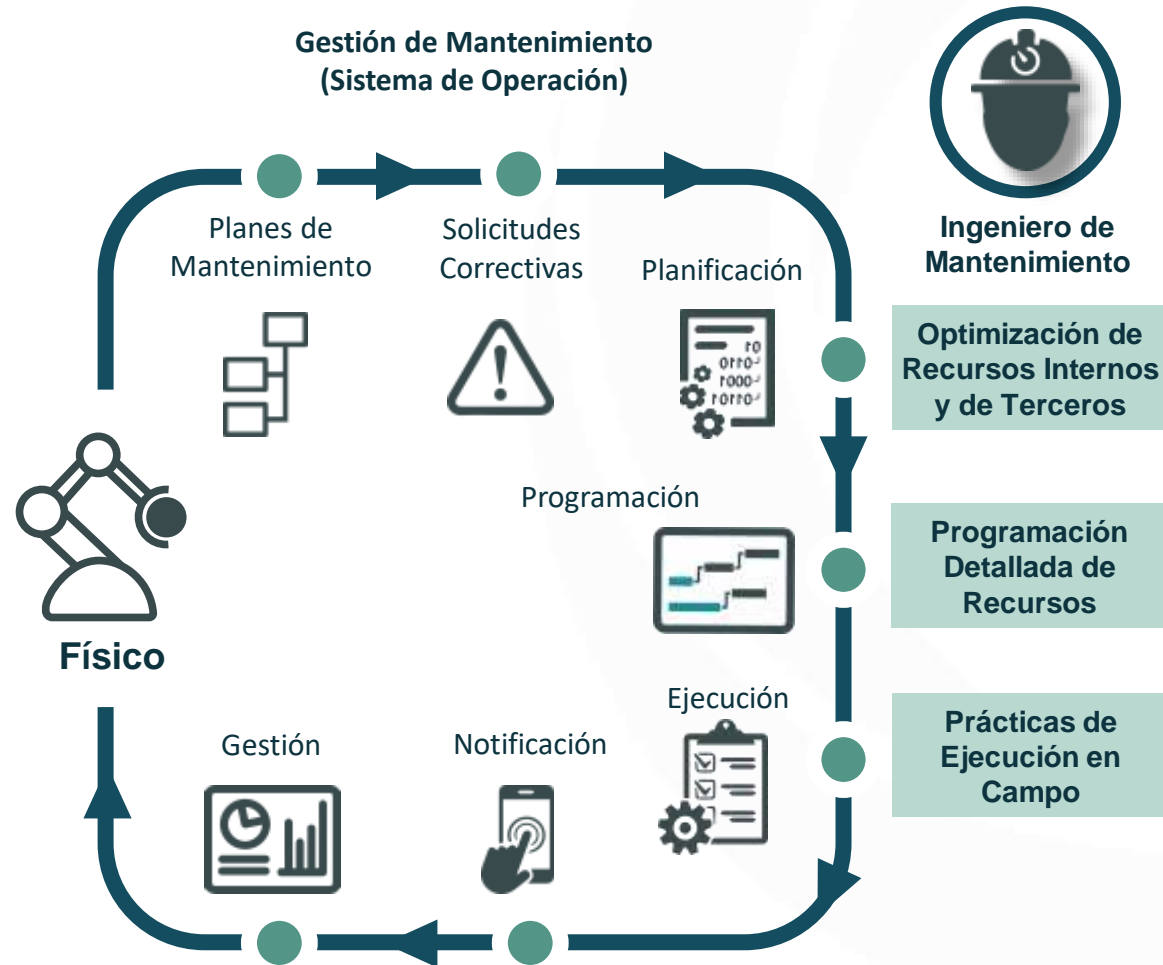 Gestión de Mantenimiento
(Sistema de Operación)
Planes de
Mantenimiento
Solicitudes
Correctivas
Planificación
Ingeniero de
Mantenimiento
Optimización de
Recursos Internos
y de Terceros
Programación
Programación
Detallada de
Recursos
Físico
Ejecución
Prácticas de
Ejecución en
Campo
Gestión
Notificación